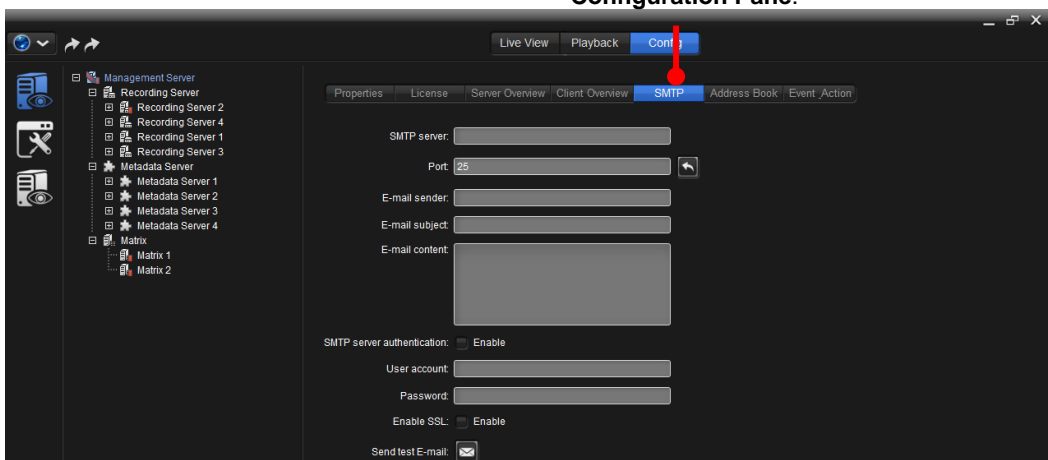 Configuration Pane.
Live View Playback Config
Management Server
Recording Server
Recording Server 2
Recording Server 4
Recording Server 1
Recording Server 3
Metadata Server
Metadata Server 1
Metadata Server 2
Metadata Server 3
Metadata Server 4
Matrix
Matrix 1
Matrix 2
Properties License Server Overview Client Overview SMTP Address Book Event_Action
SMTP server:
Port: 25
E-mail sender:
E-mail subject:
E-mail content:
SMTP server authentication: Enable
User account:
Password:
Enable SSL: Enable
Send test E-mail: